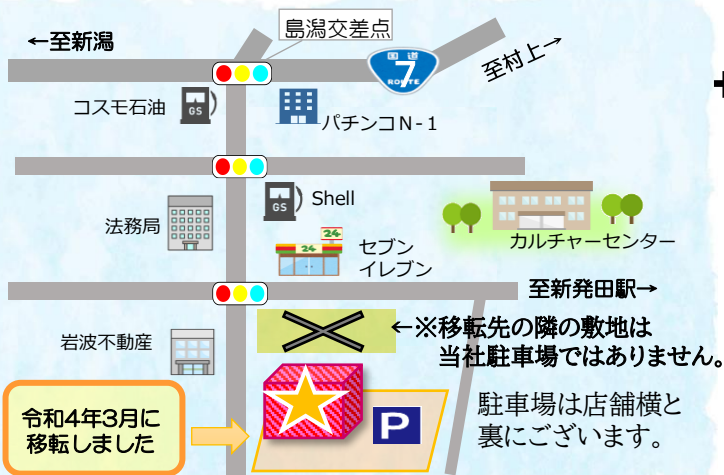 ←至新潟
島潟交差点
国道
7
ROUTE
至村上→
コスモ石油
GS
パチンコN-1
GS
Shell
法務局
24
24
セブン
イレブン
カルチャーセンター
至新発田駅→
岩波不動産
←※移転先の隣の敷地は
当社駐車場ではありません。
令和4年3月に
移転しました
P
駐車場は店舗横と
裏にございます。